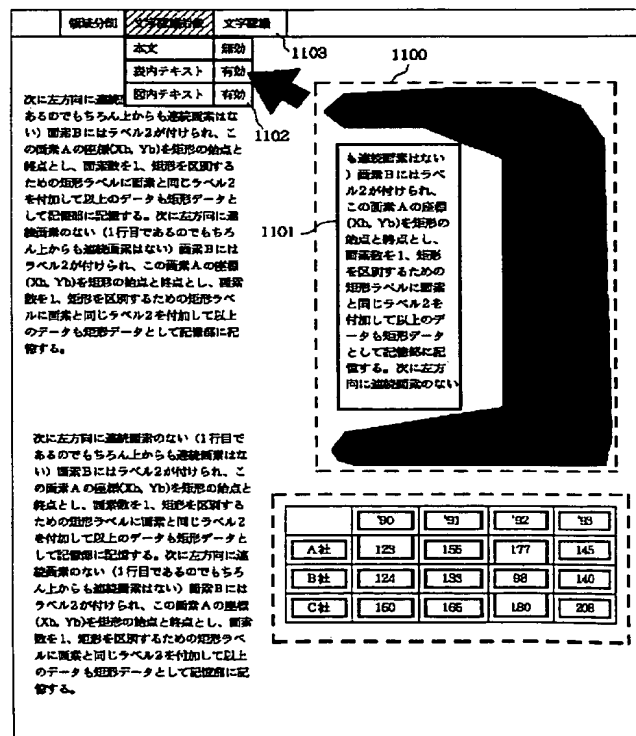 領域分割 文字認識対象 文字認識
本文 無効
表内テキスト 有効
図内テキスト 有効
1103
1102
1100
1101
次に左方向に連続
あるのでもちろん上からも連続画素はな
い）画素Bにはラベル2が付けられ、こ
の画素Aの座標(Xb, Yb)を矩形の始点と
終点とし、画素数を1、矩形を区別する
ための矩形ラベルに画素と同じラベル2
を付加して以上のデータも矩形データと
して記憶部に記憶する。次に左方向に連
続画素のない（1行目であるのでもちろ
ん上からも連続画素はない）画素Bには
ラベル2が付けられ、この画素Aの座標
(Xb, Yb)を矩形の始点と終点とし、画素
数を1、矩形を区別するための矩形ラベ
ルに画素と同じラベル2を付加して以上
のデータも矩形データとして記憶部に記
憶する。
も連続画素はない
）画素Bにはラベ
ル2が付けられ、
この画素Aの座標
(Xb, Yb)を矩形の
始点と終点とし、
画素数を1、矩形
を区別するための
矩形ラベルに画素
と同じラベル2を
付加して以上のデ
ータも矩形データ
として記憶部に記
憶する。次に左方
向に連続画素のない
次に左方向に連続画素のない（1行目で
あるのでもちろん上からも連続画素はな
い）画素Bにはラベル2が付けられ、こ
の画素Aの座標(Xb, Yb)を矩形の始点と
終点とし、画素数を1、矩形を区別する
ための矩形ラベルに画素と同じラベル2
を付加して以上のデータも矩形データと
して記憶部に記憶する。次に左方向に連
続画素のない（1行目であるのでもちろ
ん上からも連続画素はない）画素Bには
ラベル2が付けられ、この画素Aの座標
(Xb, Yb)を矩形の始点と終点とし、画素
数を1、矩形を区別するための矩形ラベ
ルに画素と同じラベル2を付加して以上
のデータも矩形データとして記憶部に記
憶する。
'90 '91 '92 '93
A社 123 155 177 145
B社 124 133 98 140
C社 150 165 180 208